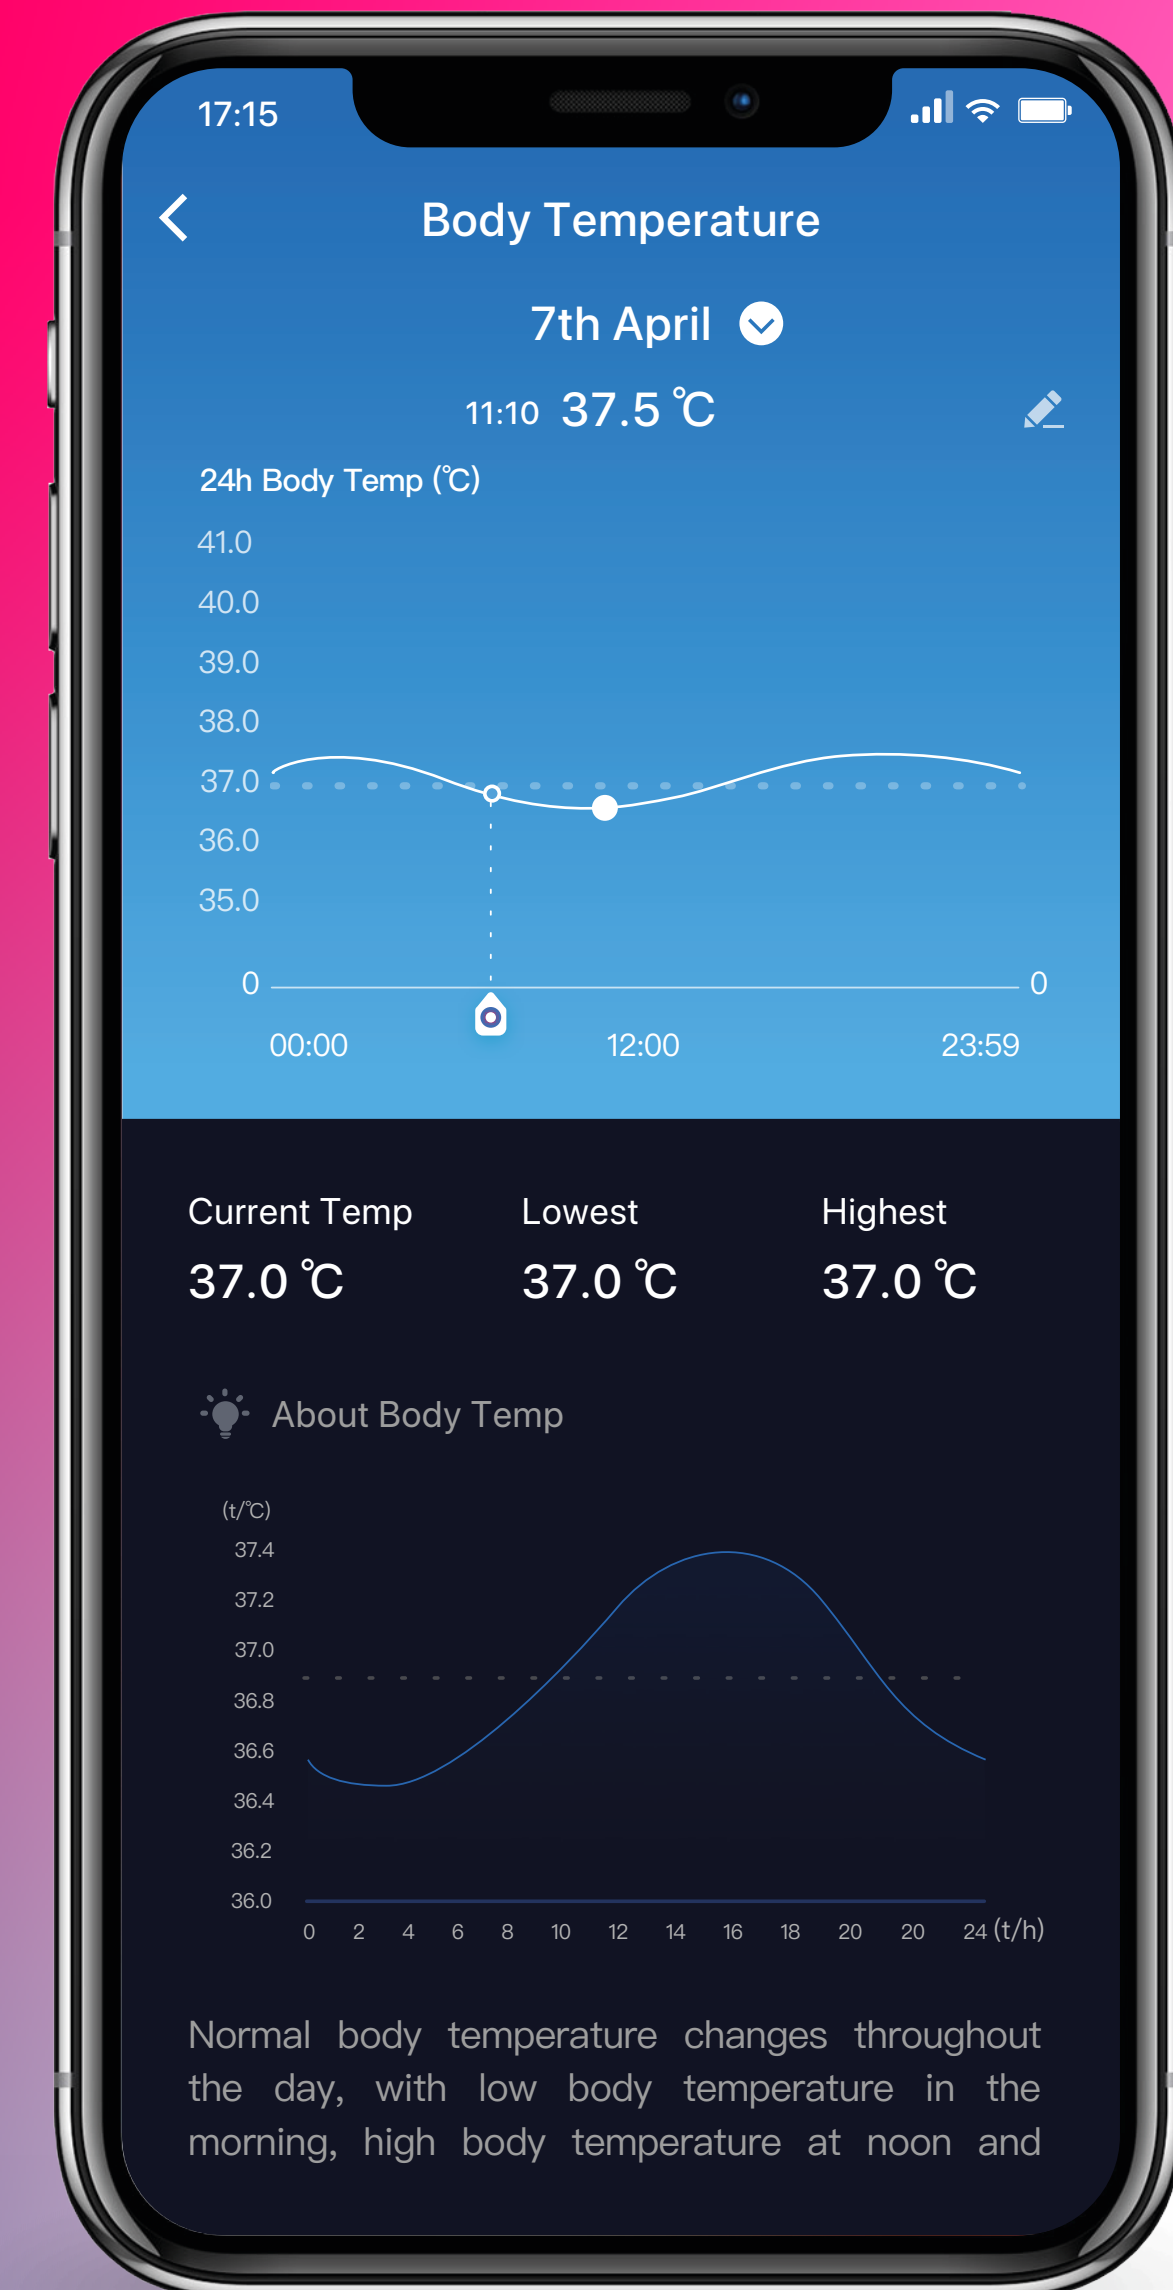 17:15
Body Temperature
7th April
11:10 37.5 ℃
24h Body Temp (℃)
41.0
40.0
39.0
38.0
37.0
36.0
35.0
0 0
00:00 12:00 23:59
Current Temp Lowest Highest
37.0 ℃ 37.0 ℃ 37.0 ℃
About Body Temp
(t/℃)
37.4
37.2
37.0
36.8
36.6
36.4
36.2
36.0
0 2 4 6 8 10 12 14 16 18 20 20 24 (t/h)
Normal body temperature changes throughout
the day, with low body temperature in the
morning, high body temperature at noon and